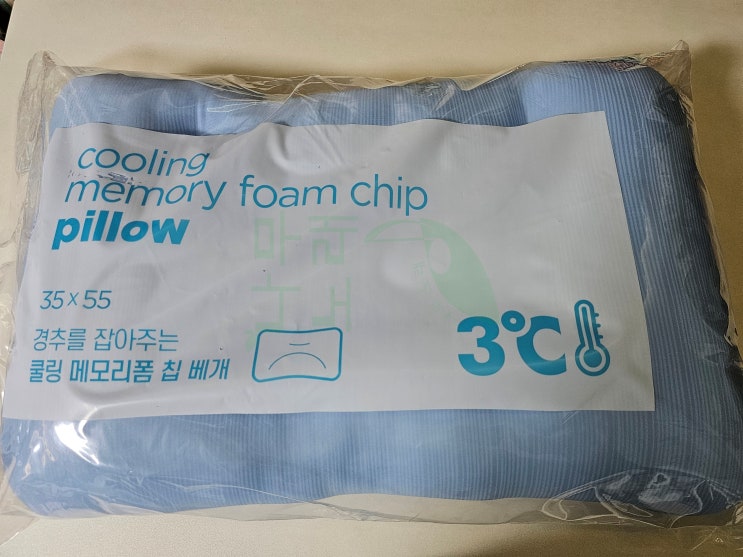 cooling
memory foam chip
pillow
35 x 55
경추를 잡아주는
쿨링 메모리폼 칩 베개
3°C